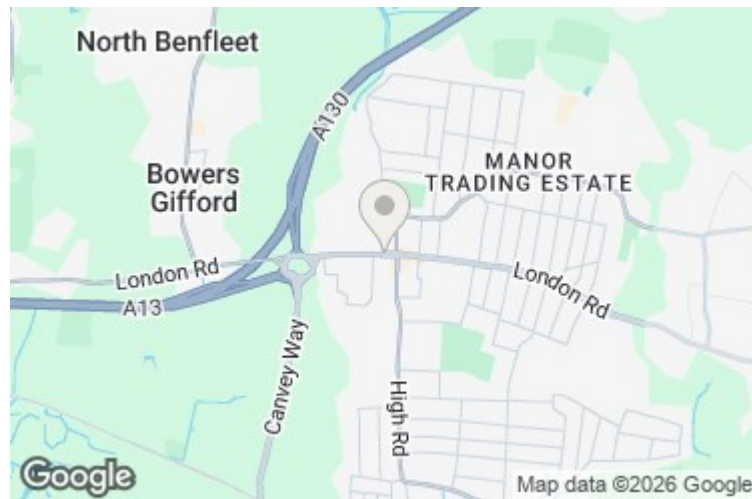 North Benfleet
A130
Bowers
Gifford
MANOR
TRADING ESTATE
London Rd
A13
London Rd
Canvey Way
High Rd
Google
Map data ©2026 Google